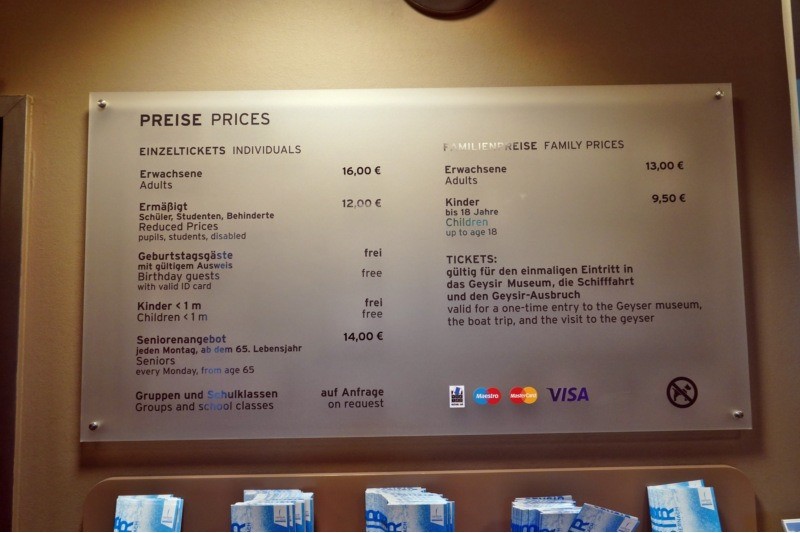 PREISE PRICES
EINZELTICKETS INDIVIDUALS
Erwachsene 16,00 €
Adults
Ermäßigt 12,00 €
Schüler, Studenten, Behinderte
Reduced Prices
pupils, students, disabled
Geburtstagsgäste frei
mit gültigem Ausweis
Birthday guests free
with valid ID card
Kinder < 1 m frei
Children < 1 m free
Seniorenangebot 14,00 €
jeden Montag, ab dem 65. Lebensjahr
Seniors
every Monday, from age 65
Gruppen und Schulklassen auf Anfrage
Groups and school classes on request
FAMILIENPREISE FAMILY PRICES
Erwachsene 13,00 €
Adults
Kinder 9,50 €
bis 18 Jahre
Children
up to age 18
TICKETS:
gültig für den einmaligen Eintritt in
das Geysir Museum, die Schifffahrt
und den Geysir-Ausbruch
valid for a one-time entry to the Geyser museum,
the boat trip, and the visit to the geyser
Maestro MasterCard VISA